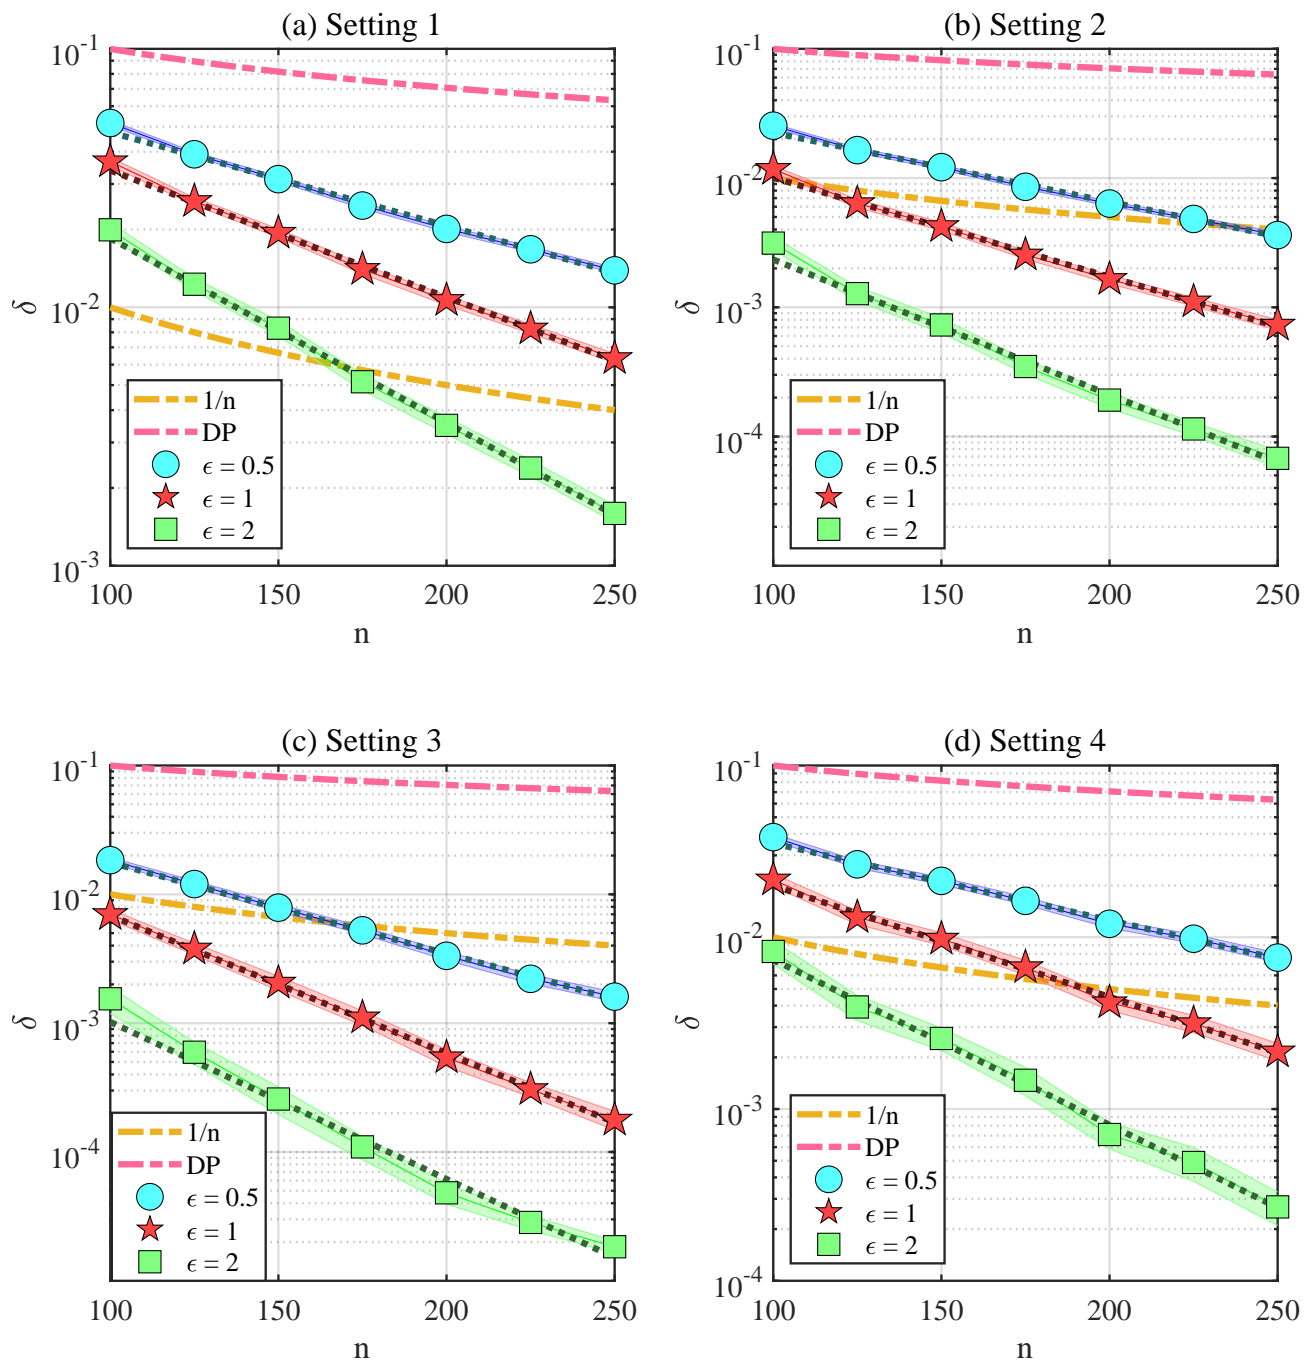 (a) Setting 1
10^-1
10^-2
10^-3
δ
100 150 200 250
n
1/n
DP
ϵ = 0.5
ϵ = 1
ϵ = 2
(b) Setting 2
10^-1
10^-2
10^-3
10^-4
δ
100 150 200 250
n
1/n
DP
ϵ = 0.5
ϵ = 1
ϵ = 2
(c) Setting 3
10^-1
10^-2
10^-3
10^-4
δ
100 150 200 250
n
1/n
DP
ϵ = 0.5
ϵ = 1
ϵ = 2
(d) Setting 4
10^-1
10^-2
10^-3
10^-4
δ
100 150 200 250
n
1/n
DP
ϵ = 0.5
ϵ = 1
ϵ = 2